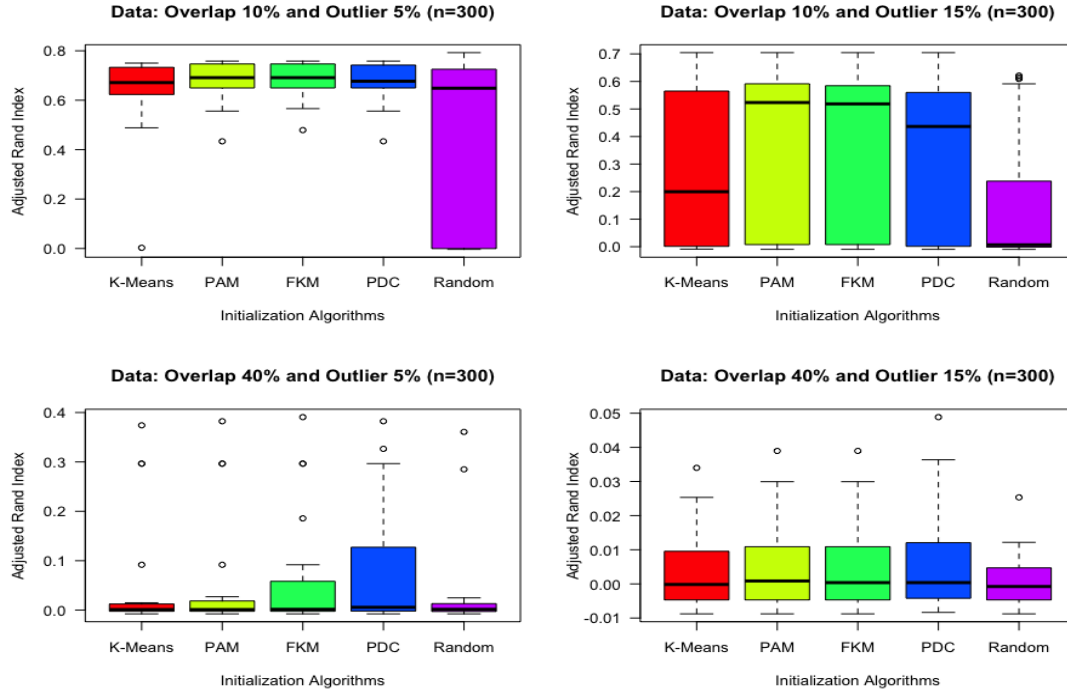 Data: Overlap 10% and Outlier 5% (n=300)
Adjusted Rand Index
0.8
0.6
0.4
0.2
0.0
K-Means PAM FKM PDC Random
Initialization Algorithms
Data: Overlap 10% and Outlier 15% (n=300)
Adjusted Rand Index
0.7
0.6
0.5
0.4
0.3
0.2
0.1
0.0
K-Means PAM FKM PDC Random
Initialization Algorithms
Data: Overlap 40% and Outlier 5% (n=300)
Adjusted Rand Index
0.4
0.3
0.2
0.1
0.0
K-Means PAM FKM PDC Random
Initialization Algorithms
Data: Overlap 40% and Outlier 15% (n=300)
Adjusted Rand Index
0.05
0.04
0.03
0.02
0.01
0.00
-0.01
K-Means PAM FKM PDC Random
Initialization Algorithms